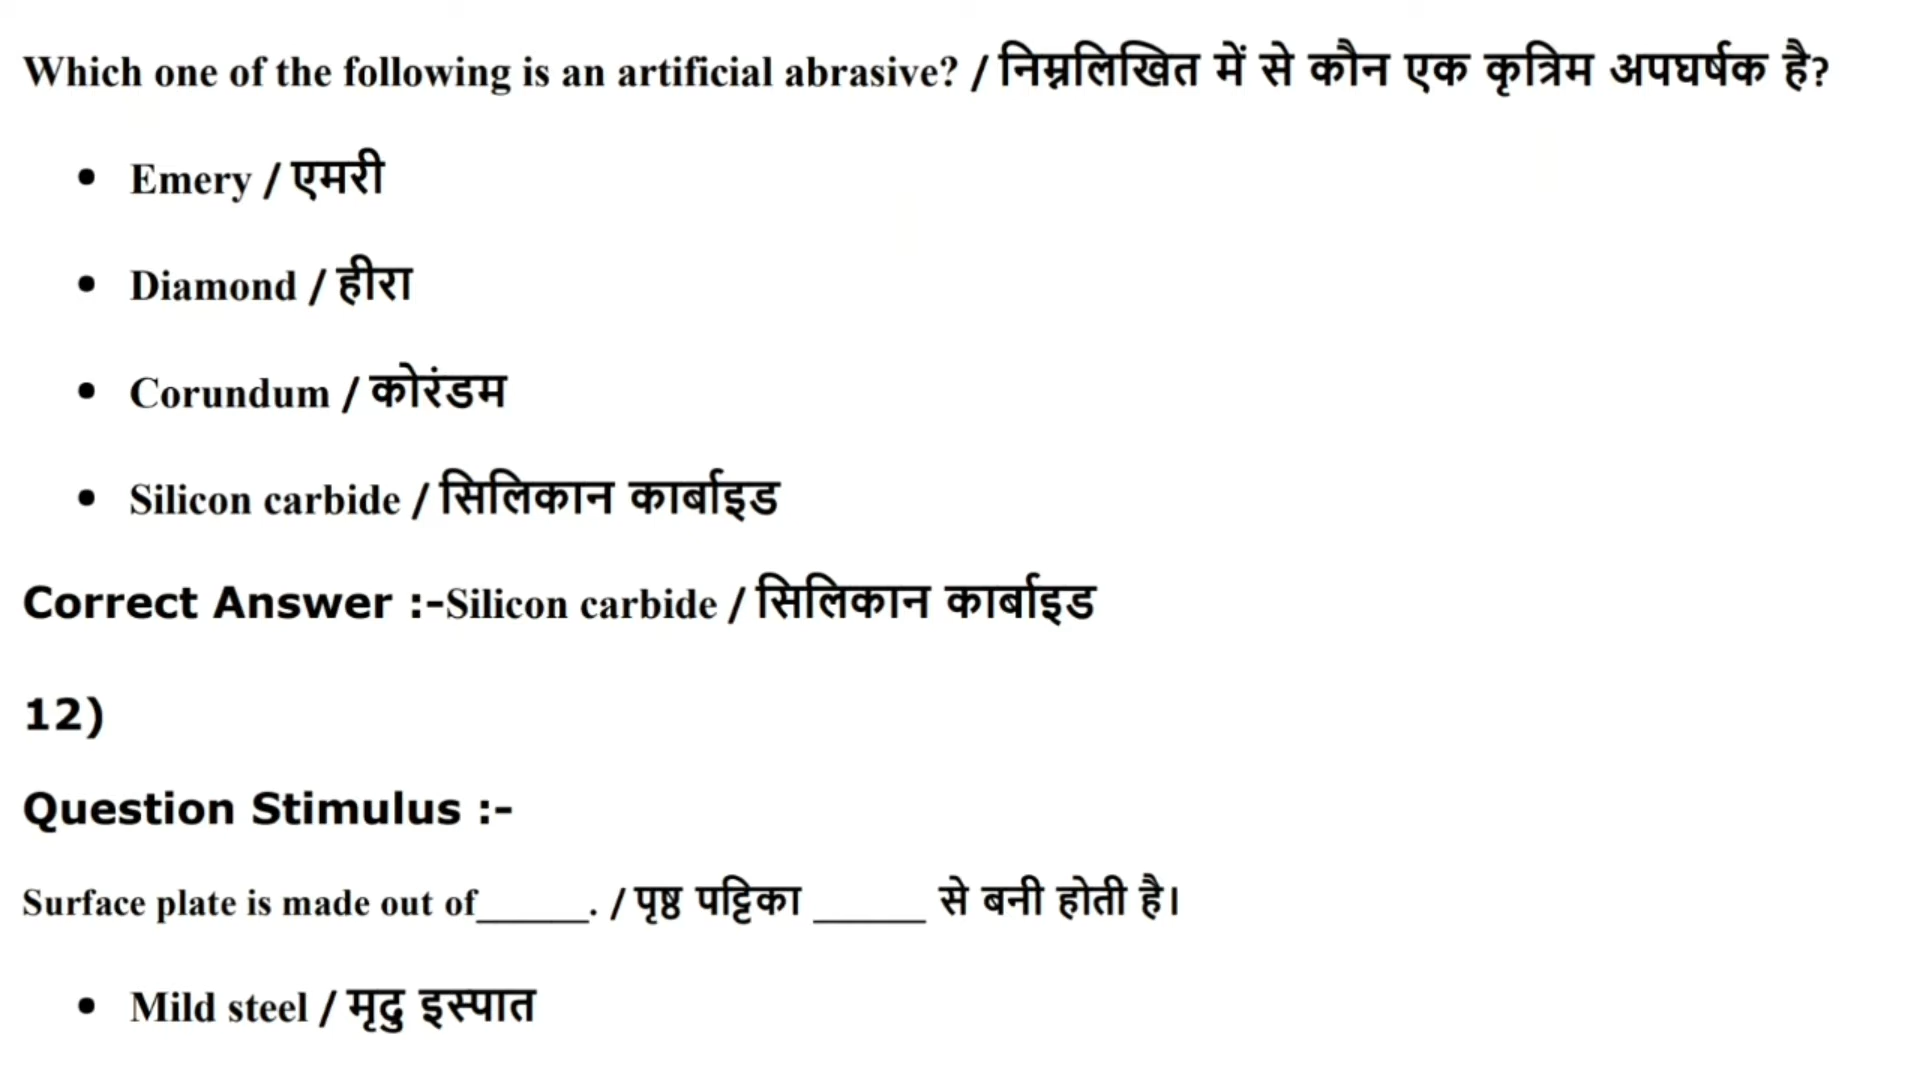 Which one of the following is an artificial abrasive? / निम्नलिखित में से कौन एक कृत्रिम अपघर्षक है?
• Emery / एमरी
• Diamond / हीरा
• Corundum / कोरंडम
• Silicon carbide / सिलिकान कार्बाइड
Correct Answer :-Silicon carbide / सिलिकान कार्बाइड
12)
Question Stimulus :-
Surface plate is made out of_____. / पृष्ठ पट्टिका _____ से बनी होती है।
• Mild steel / मृदु इस्पात